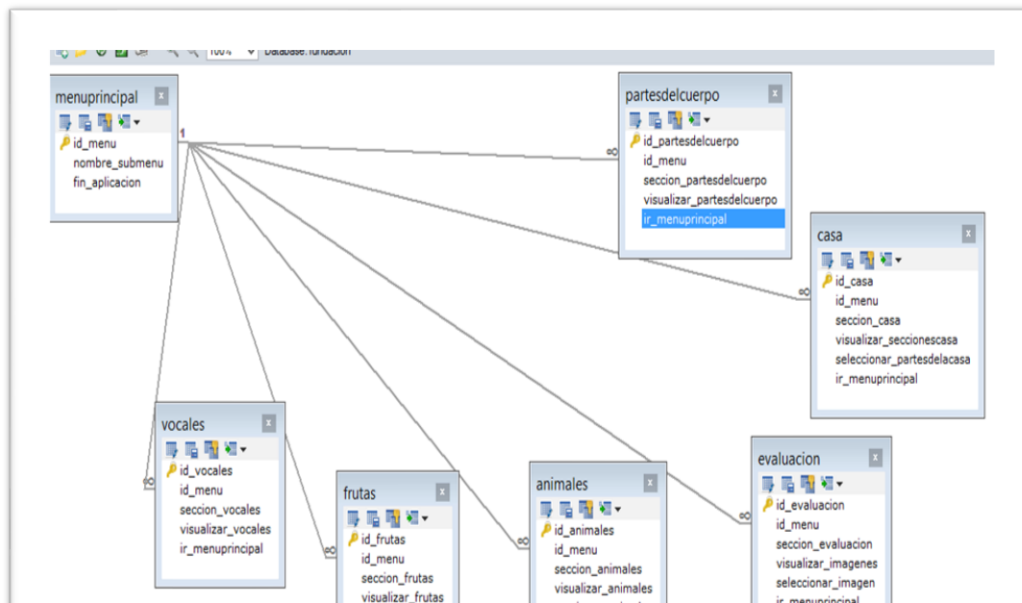 100%
Database: fundacion
menuprincipal
id_menu
nombre_submenu
fin_aplicacion
1
partesdelcuerpo
id_partesdelcuerpo
id_menu
seccion_partesdelcuerpo
visualizar_partesdelcuerpo
ir_menuprincipal
casa
id_casa
id_menu
seccion_casa
visualizar_seccionescasa
seleccionar_partesdelacasa
ir_menuprincipal
vocales
id_vocales
id_menu
seccion_vocales
visualizar_vocales
ir_menuprincipal
frutas
id_frutas
id_menu
seccion_frutas
visualizar_frutas
animales
id_animales
id_menu
seccion_animales
visualizar_animales
evaluacion
id_evaluacion
id_menu
seccion_evaluacion
visualizar_imagenes
seleccionar_imagen
ir_menuprincipal